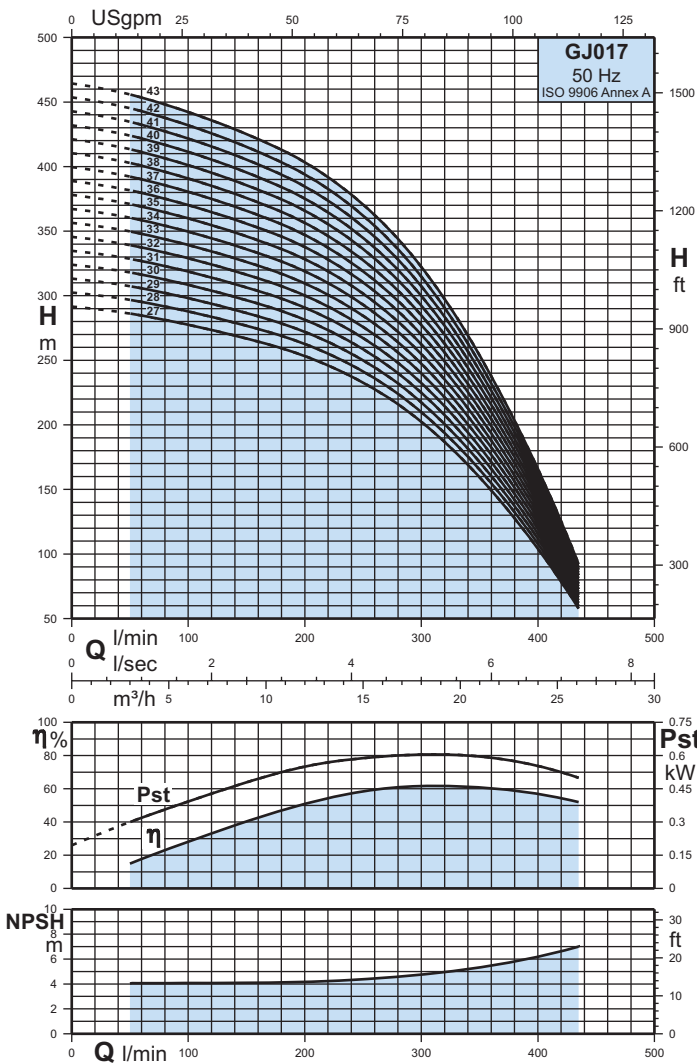 0 USgpm 25 50 75 100 125
GJ017
50 Hz
ISO 9906 Annex A
500
450
400
350
300
H
m
250
200
150
100
50
43
42
41
40
39
38
37
36
35
34
33
32
31
30
29
28
27
1500
1200
H
ft
900
600
300
0 100 200 300 400 500
Q l/min
l/sec
0 2 4 6 8
m³/h
0 5 10 15 20 25 30
η%
100
80
60
40
20
0
Pst
η
0.75
Pst
0.6
kW
0.45
0.3
0.15
0
NPSH
m
10
8
6
4
2
0
30
ft
20
10
0
0 100 200 300 400 500
Q l/min